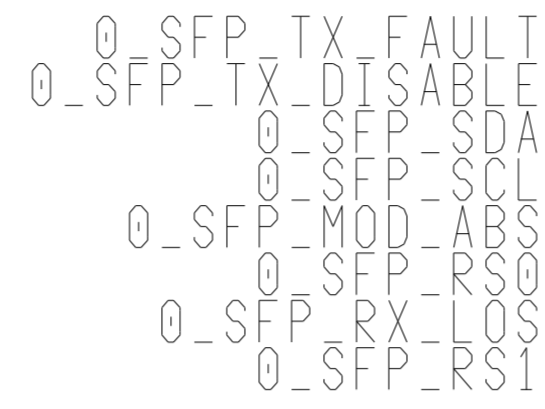 0_SFP_TX_FAULT
0_SFP_TX_DISABLE
0_SFP_SDA
0_SFP_SCL
0_SFP_MOD_ABS
0_SFP_RS0
0_SFP_RX_LOS
0_SFP_RS1